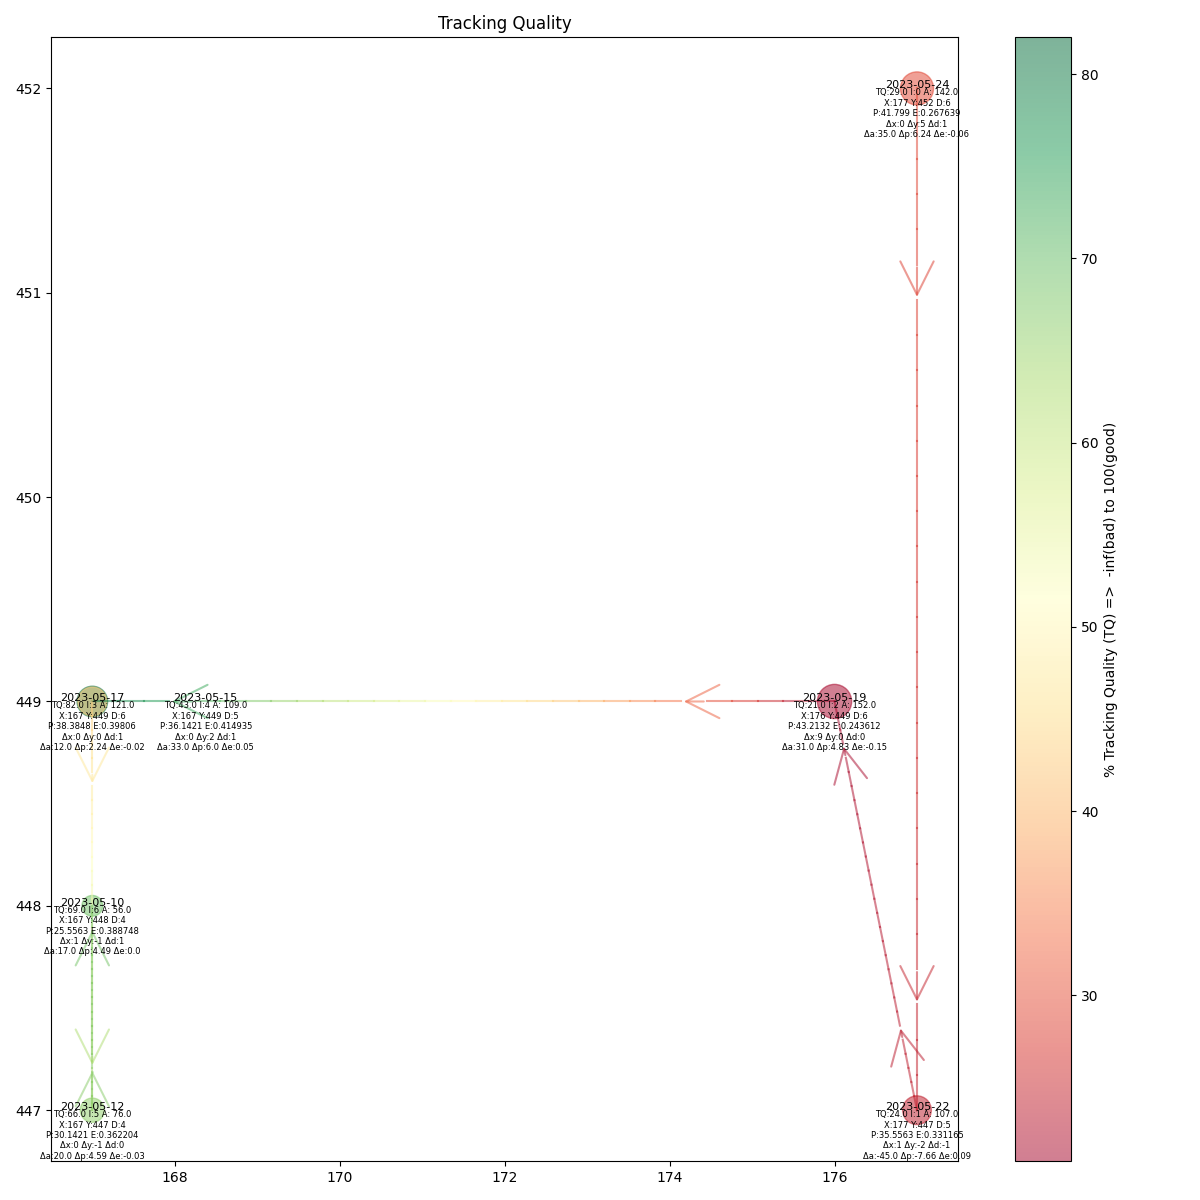 Tracking Quality
452
451
450
449
448
447
168
170
172
174
176
2023-05-24
TQ:29.0 I:0 A: 142.0
X:177 Y:452 D:6
P:41.799 E:0.267639
Δx:0 Δy:5 Δd:1
Δa:35.0 Δp:6.24 Δe:-0.06
2023-05-17
TQ:82.0 I:3 A: 121.0
X:167 Y:449 D:6
P:38.3848 E:0.39806
Δx:0 Δy:0 Δd:1
Δa:12.0 Δp:2.24 Δe:-0.02
2023-05-15
TQ:43.0 I:4 A: 109.0
X:167 Y:449 D:5
P:36.1421 E:0.414935
Δx:0 Δy:2 Δd:1
Δa:33.0 Δp:6.0 Δe:0.05
2023-05-19
TQ:21.0 I:2 A: 152.0
X:176 Y:449 D:6
P:43.2132 E:0.243612
Δx:9 Δy:0 Δd:0
Δa:31.0 Δp:4.83 Δe:-0.15
2023-05-10
TQ:69.0 I:6 A: 56.0
X:167 Y:448 D:4
P:25.5563 E:0.388748
Δx:1 Δy:-1 Δd:1
Δa:17.0 Δp:4.49 Δe:0.0
2023-05-12
TQ:66.0 I:5 A: 76.0
X:167 Y:447 D:4
P:30.1421 E:0.362204
Δx:0 Δy:-1 Δd:0
Δa:20.0 Δp:4.59 Δe:-0.03
2023-05-22
TQ:24.0 I:1 A: 107.0
X:177 Y:447 D:5
P:35.5563 E:0.331165
Δx:1 Δy:-2 Δd:-1
Δa:-45.0 Δp:-7.66 Δe:0.09
80
70
60
50
40
30
% Tracking Quality (TQ) => -inf(bad) to 100(good)